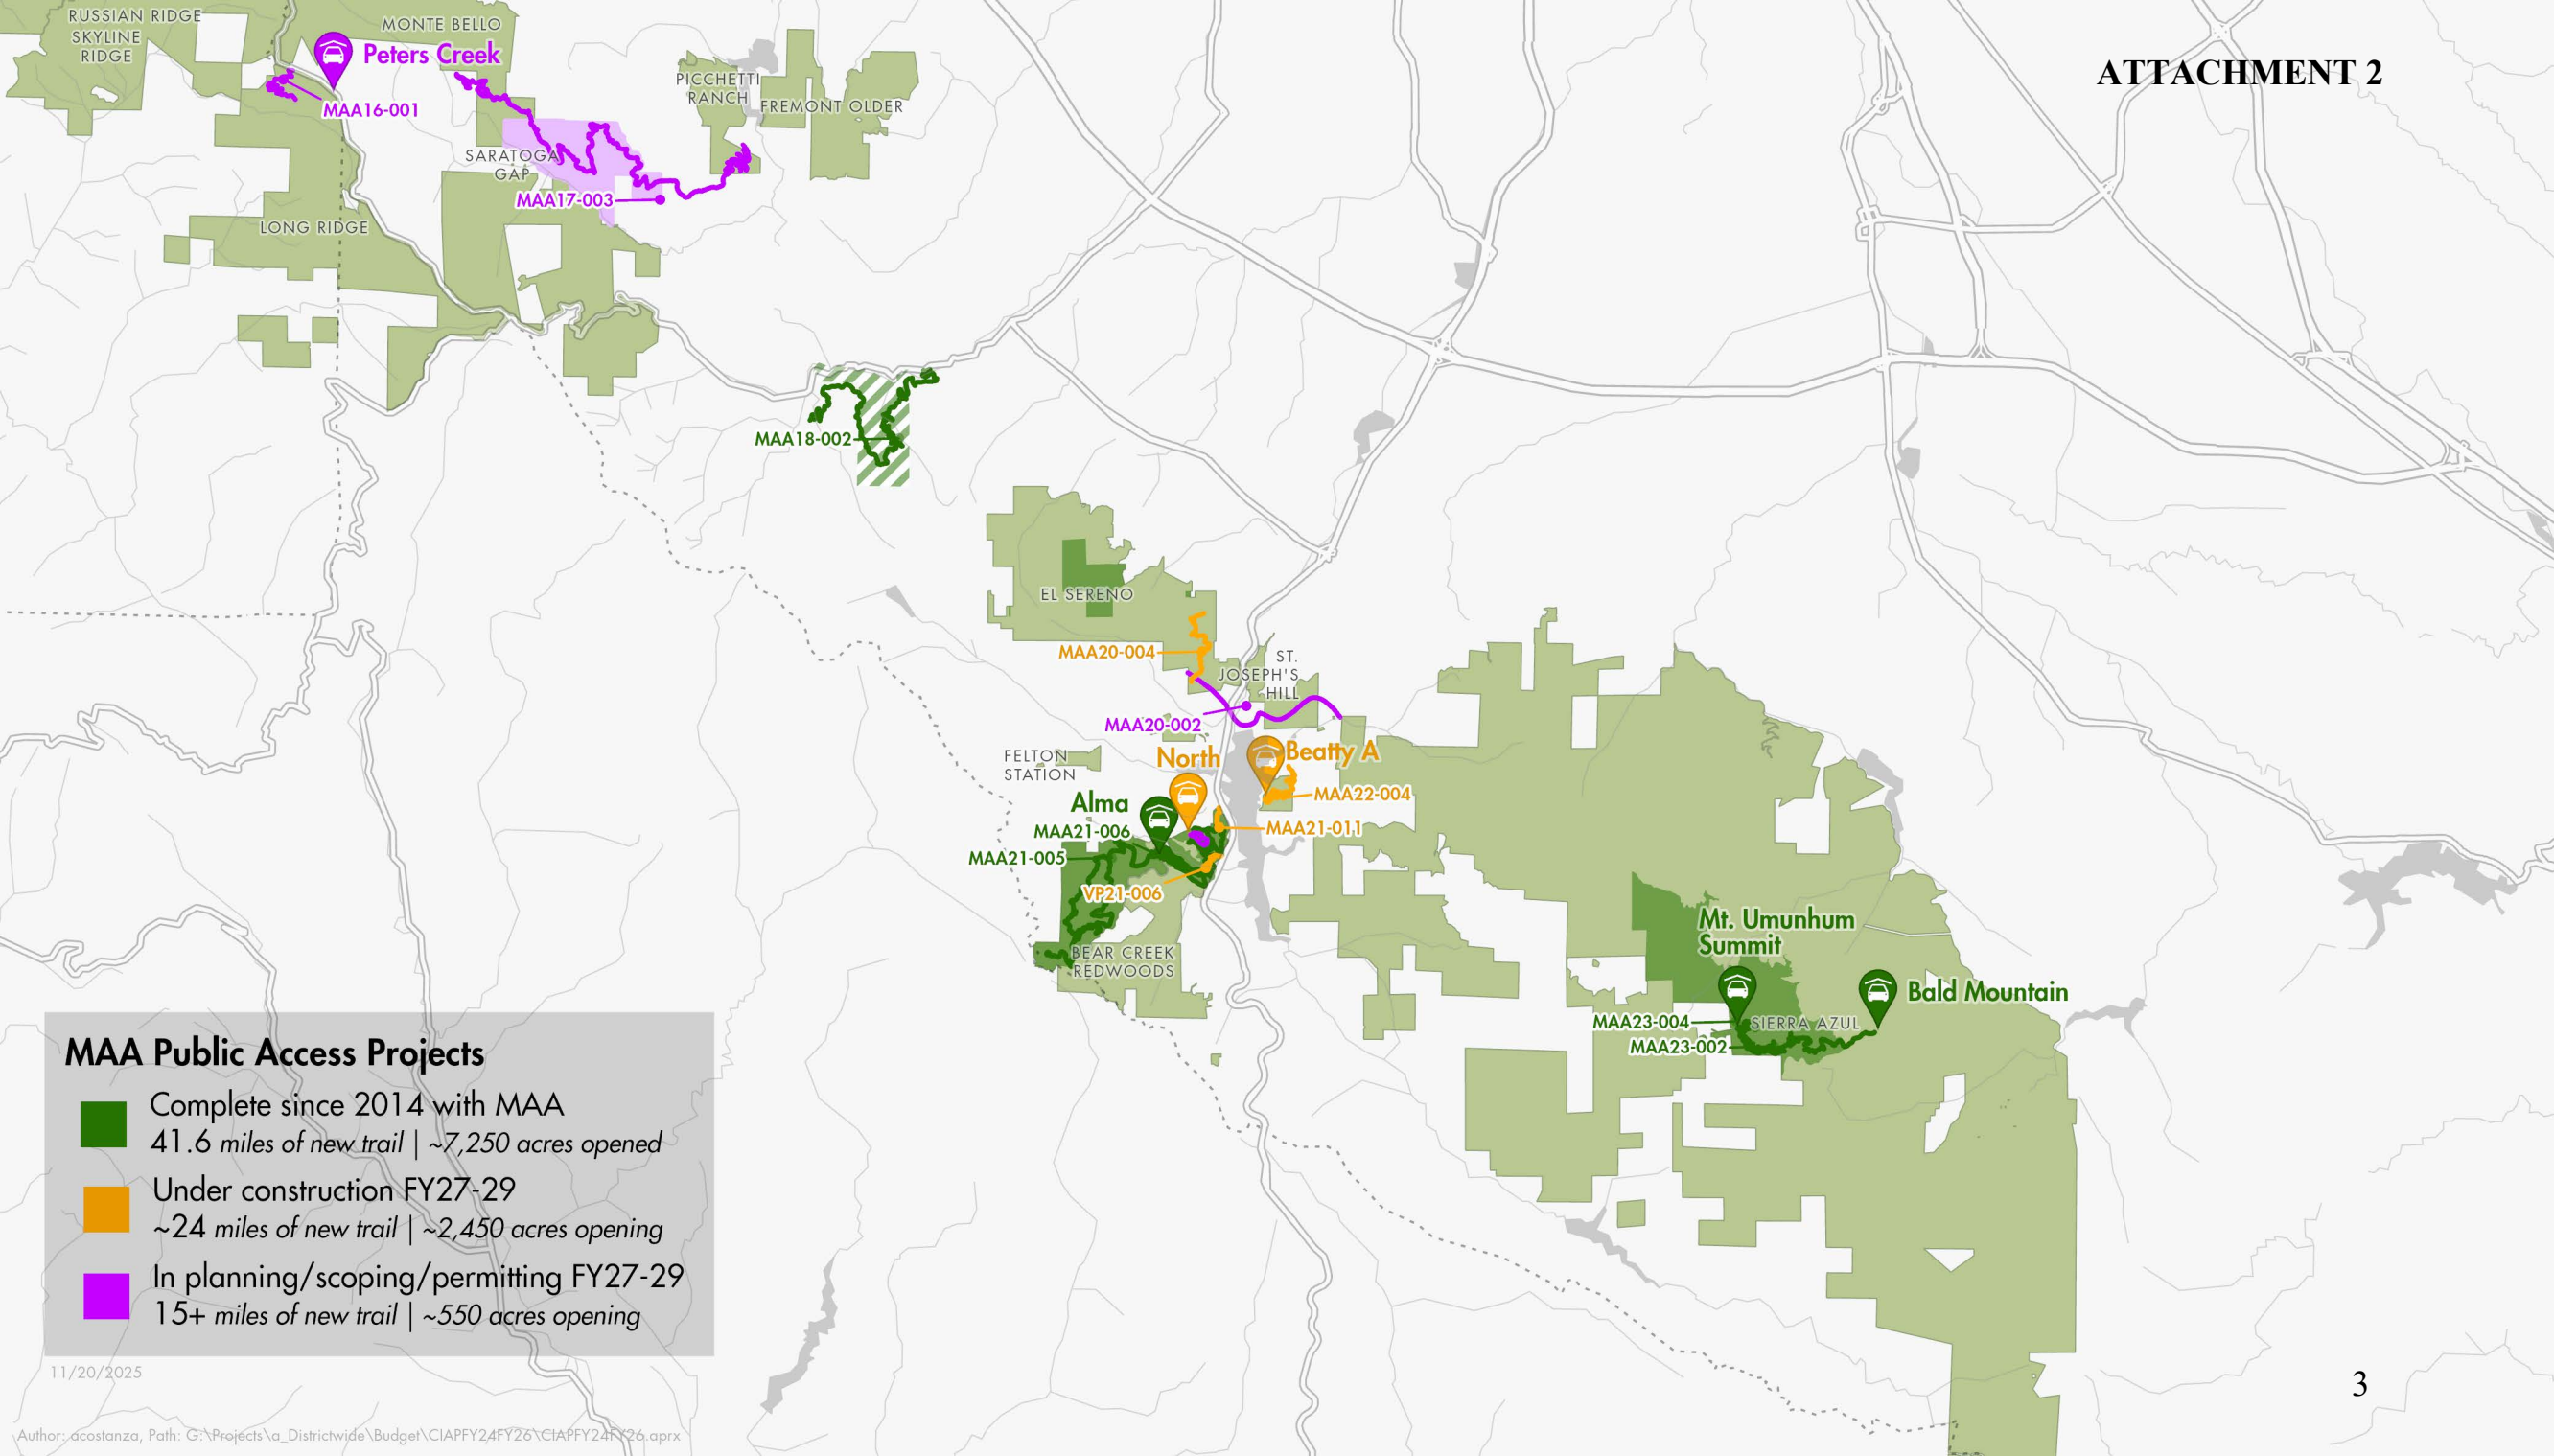 RUSSIAN RIDGE
SKYLINE
RIDGE
MONTE BELLO
Peters Creek
MAA16-001
PICCHETTI
RANCH
FREMONT OLDER
ATTACHMENT 2
SARATOGA
GAP
MAA17-003
LONG RIDGE
MAA18-002
EL SERENO
MAA20-004
ST.
JOSEPH'S
HILL
MAA20-002
FELTON
STATION
North
Beatty A
MAA22-004
Alma
MAA21-006
MAA21-011
MAA21-005
VP21-006
BEAR CREEK
REDWOODS
Mt. Umunhum
Summit
Bald Mountain
MAA23-004
SIERRA AZUL
MAA23-002
MAA Public Access Projects
Complete since 2014 with MAA
41.6 miles of new trail | ~7,250 acres opened
Under construction FY27-29
~24 miles of new trail | ~2,450 acres opening
In planning/scoping/permitting FY27-29
15+ miles of new trail | ~550 acres opening
11/20/2025
3
Author: acostanza, Path: G:\Projects\a_Districtwide\Budget\CIAPFY24FY26\CIAPFY24FY26.aprx